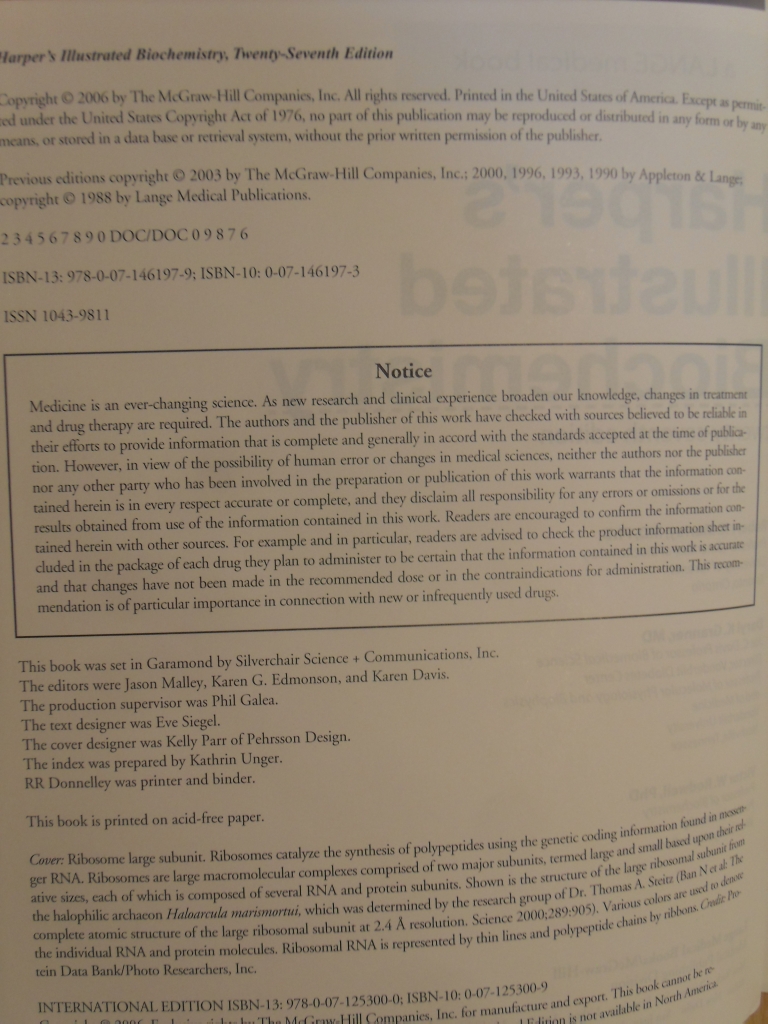 Harper's Illustrated Biochemistry, Twenty-Seventh Edition
Copyright © 2006 by The McGraw-Hill Companies, Inc. All rights reserved. Printed in the United States of America. Except as permit-
ted under the United States Copyright Act of 1976, no part of this publication may be reproduced or distributed in any form or by any
means, or stored in a data base or retrieval system, without the prior written permission of the publisher.
Previous editions copyright © 2003 by The McGraw-Hill Companies, Inc.; 2000, 1996, 1993, 1990 by Appleton & Lange;
copyright © 1988 by Lange Medical Publications.
2 3 4 5 6 7 8 9 0 DOC/DOC 0 9 8 7 6
ISBN-13: 978-0-07-146197-9; ISBN-10: 0-07-146197-3
ISSN 1043-9811
Notice
Medicine is an ever-changing science. As new research and clinical experience broaden our knowledge, changes in treatment
and drug therapy are required. The authors and the publisher of this work have checked with sources believed to be reliable in
their efforts to provide information that is complete and generally in accord with the standards accepted at the time of publica-
tion. However, in view of the possibility of human error or changes in medical sciences, neither the authors nor the publisher
nor any other party who has been involved in the preparation or publication of this work warrants that the information con-
tained herein is in every respect accurate or complete, and they disclaim all responsibility for any errors or omissions or for the
results obtained from use of the information contained in this work. Readers are encouraged to confirm the information con-
tained herein with other sources. For example and in particular, readers are advised to check the product information sheet in-
cluded in the package of each drug they plan to administer to be certain that the information contained in this work is accurate
and that changes have not been made in the recommended dose or in the contraindications for administration. This recom-
mendation is of particular importance in connection with new or infrequently used drugs.
This book was set in Garamond by Silverchair Science + Communications, Inc.
The editors were Jason Malley, Karen G. Edmonson, and Karen Davis.
The production supervisor was Phil Galea.
The text designer was Eve Siegel.
The cover designer was Kelly Parr of Pehrsson Design.
The index was prepared by Kathrin Unger.
RR Donnelley was printer and binder.
This book is printed on acid-free paper.
Cover: Ribosome large subunit. Ribosomes catalyze the synthesis of polypeptides using the genetic coding information found in messen-
ger RNA. Ribosomes are large macromolecular complexes comprised of two major subunits, termed large and small based upon their rel-
ative sizes, each of which is composed of several RNA and protein subunits. Shown is the structure of the large ribosomal subunit from
the halophilic archaeon Haloarcula marismortui, which was determined by the research group of Dr. Thomas A. Steitz (Ban N et al: The
complete atomic structure of the large ribosomal subunit at 2.4 Å resolution. Science 2000;289:905). Various colors are used to denote
the individual RNA and protein molecules. Ribosomal RNA is represented by thin lines and polypeptide chains by ribbons. Credit: Pro-
tein Data Bank/Photo Researchers, Inc.
INTERNATIONAL EDITION ISBN-13: 978-0-07-125300-0; ISBN-10: 0-07-125300-9
McGraw-Hill Companies, Inc. for manufacture and export. This book cannot be re-
Edition is not available in North America.